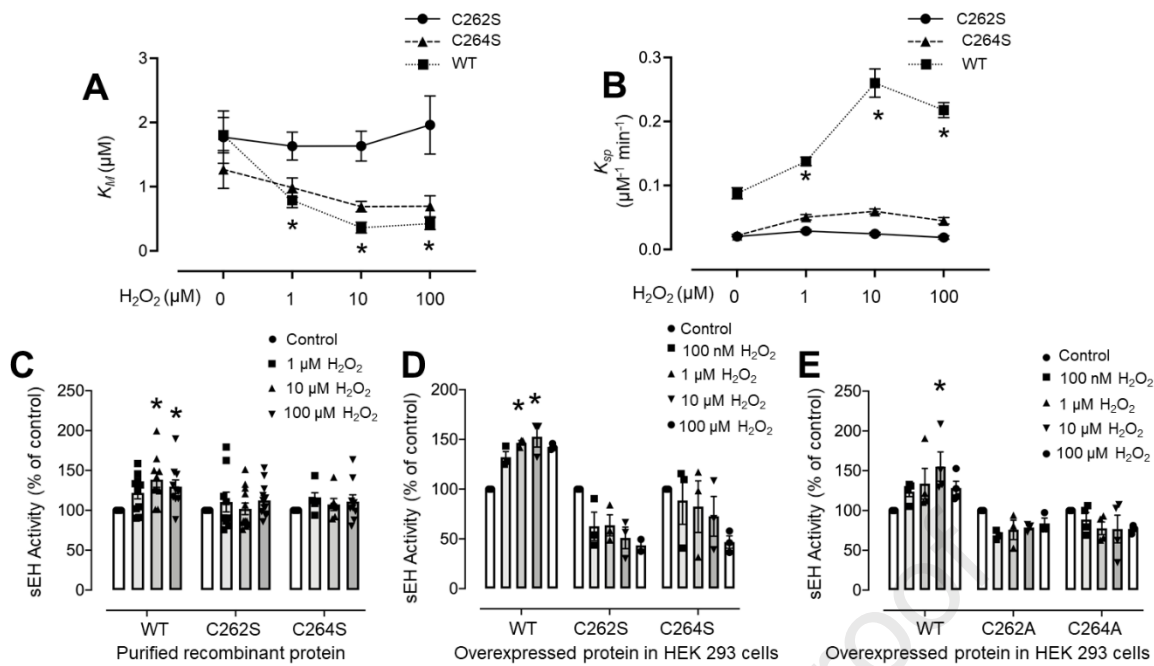 C262S
C264S
WT
A
3
2
1
0
K_M (µM)
H₂O₂ (µM)
0
1
10
100
*
*
*
C262S
C264S
WT
B
0.3
0.2
0.1
0.0
K_sp
(µM⁻¹ min⁻¹)
H₂O₂ (µM)
0
1
10
100
*
*
*
C
Control
1 µM H₂O₂
10 µM H₂O₂
100 µM H₂O₂
250
200
150
100
50
0
sEH Activity (% of control)
* *
WT C262S C264S
Purified recombinant protein
D
Control
100 nM H₂O₂
1 µM H₂O₂
10 µM H₂O₂
100 µM H₂O₂
200
150
100
50
0
sEH Activity (% of control)
* *
WT C262S C264S
Overexpressed protein in HEK 293 cells
E
Control
100 nM H₂O₂
1 µM H₂O₂
10 µM H₂O₂
100 µM H₂O₂
250
200
150
100
50
0
sEH Activity (% of control)
*
WT C262A C264A
Overexpressed protein in HEK 293 cells